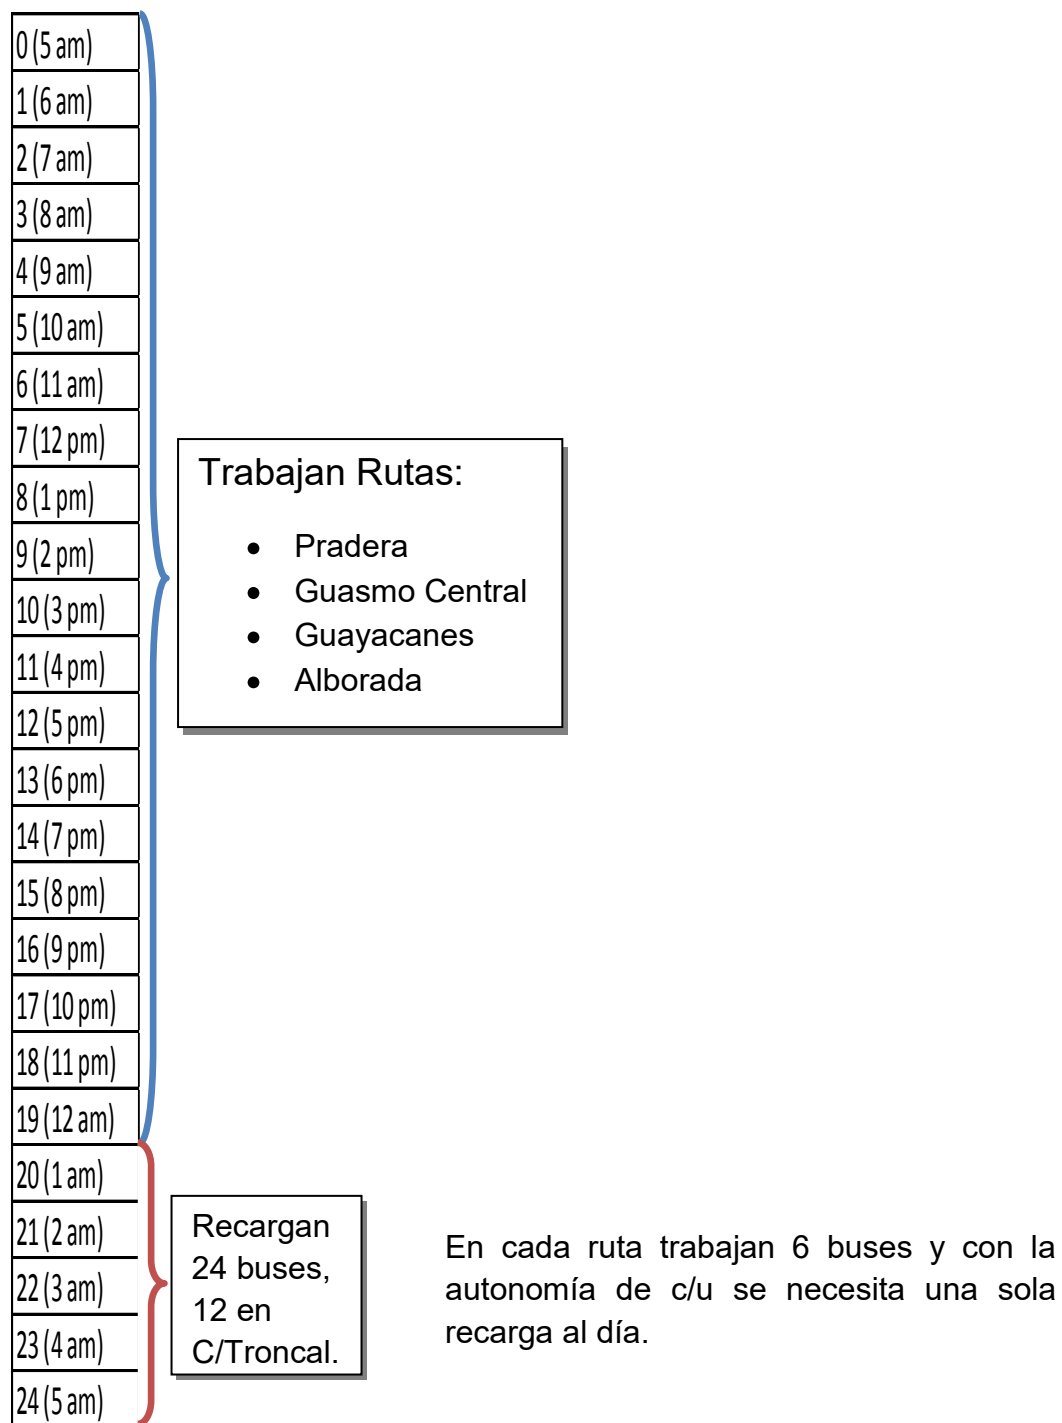 0 (5 am)
1 (6 am)
2 (7 am)
3 (8 am)
4 (9 am)
5 (10 am)
6 (11 am)
7 (12 pm)
8 (1 pm)
9 (2 pm)
10 (3 pm)
11 (4 pm)
12 (5 pm)
13 (6 pm)
14 (7 pm)
15 (8 pm)
16 (9 pm)
17 (10 pm)
18 (11 pm)
19 (12 am)
20 (1 am)
21 (2 am)
22 (3 am)
23 (4 am)
24 (5 am)
Trabajan Rutas:
• Pradera
• Guasmo Central
• Guayacanes
• Alborada
Recargan
24 buses,
12 en
C/Troncal.
En cada ruta trabajan 6 buses y con la
autonomía de c/u se necesita una sola
recarga al día.